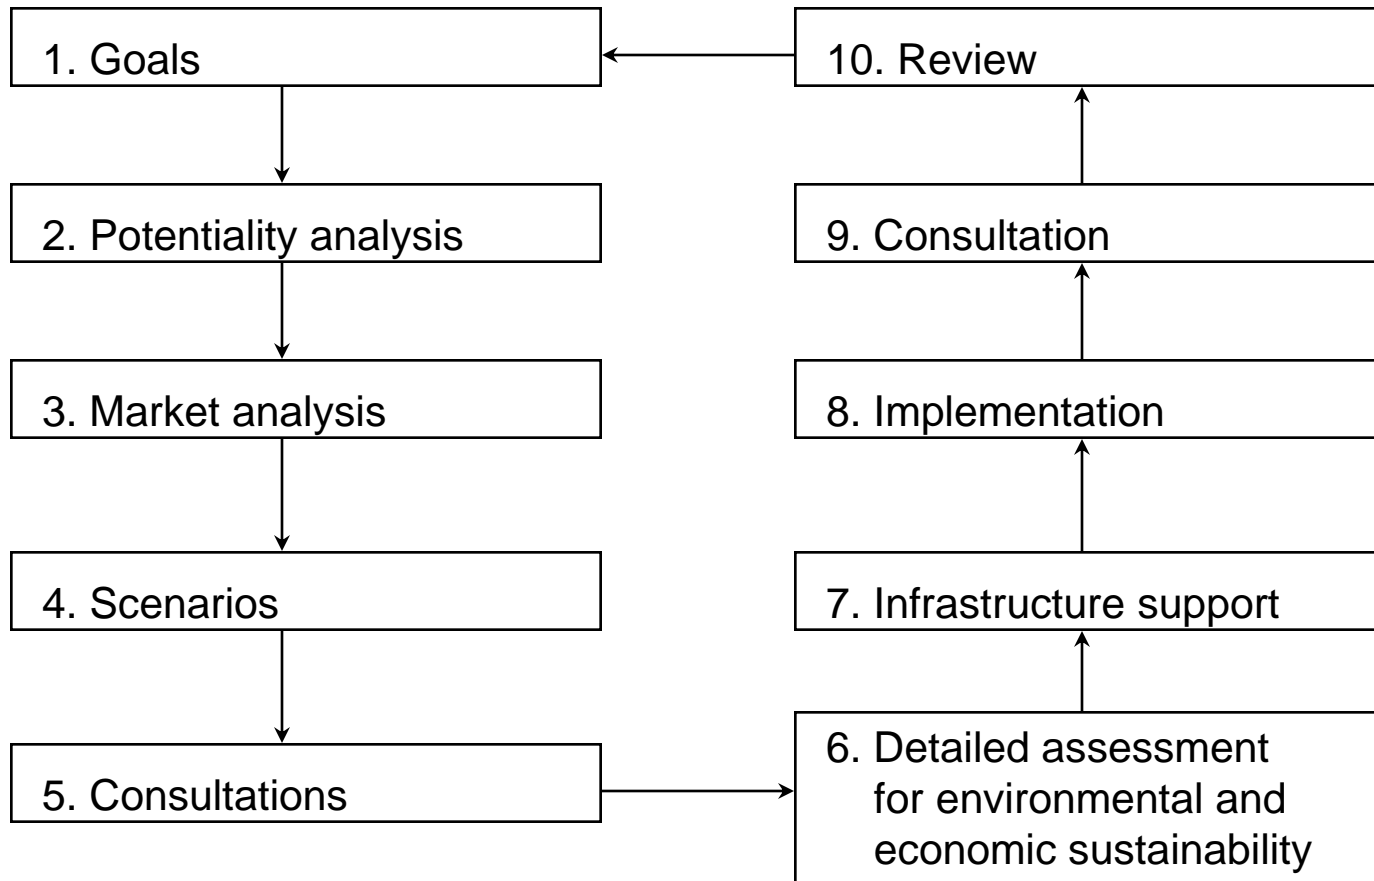 1. Goals
2. Potentiality analysis
3. Market analysis
4. Scenarios
5. Consultations
6. Detailed assessment
for environmental and
economic sustainability
7. Infrastructure support
8. Implementation
9. Consultation
10. Review